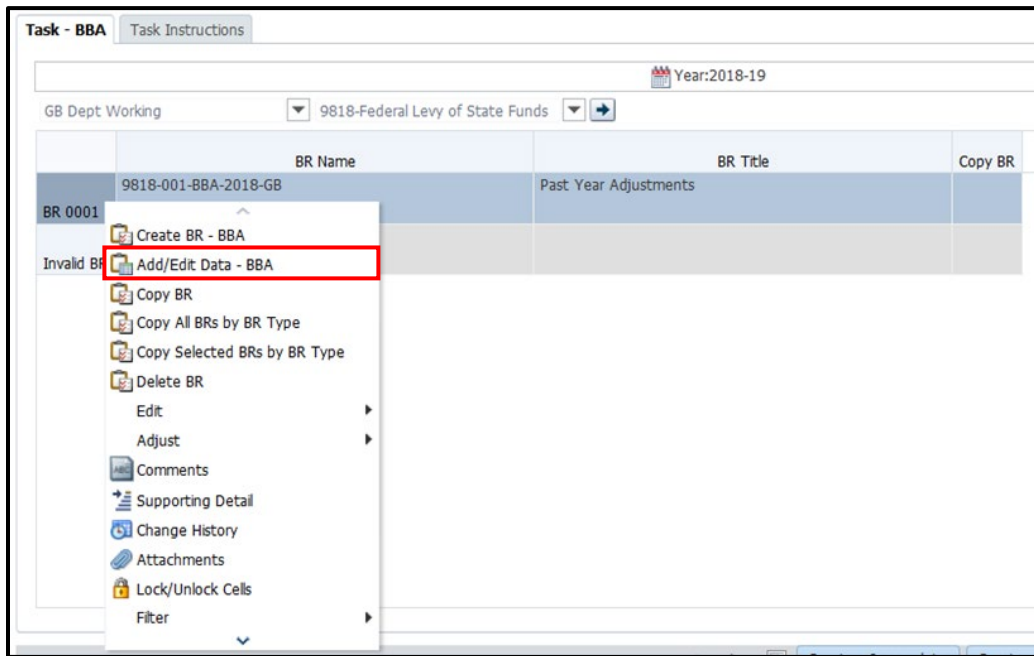 Task - BBA Task Instructions
Year:2018-19
GB Dept Working 9818-Federal Levy of State Funds
BR Name BR Title Copy BR
9818-001-BBA-2018-GB Past Year Adjustments
BR 0001
Create BR - BBA
Invalid BR Add/Edit Data - BBA
Copy BR
Copy All BRs by BR Type
Copy Selected BRs by BR Type
Delete BR
Edit
Adjust
Comments
Supporting Detail
Change History
Attachments
Lock/Unlock Cells
Filter